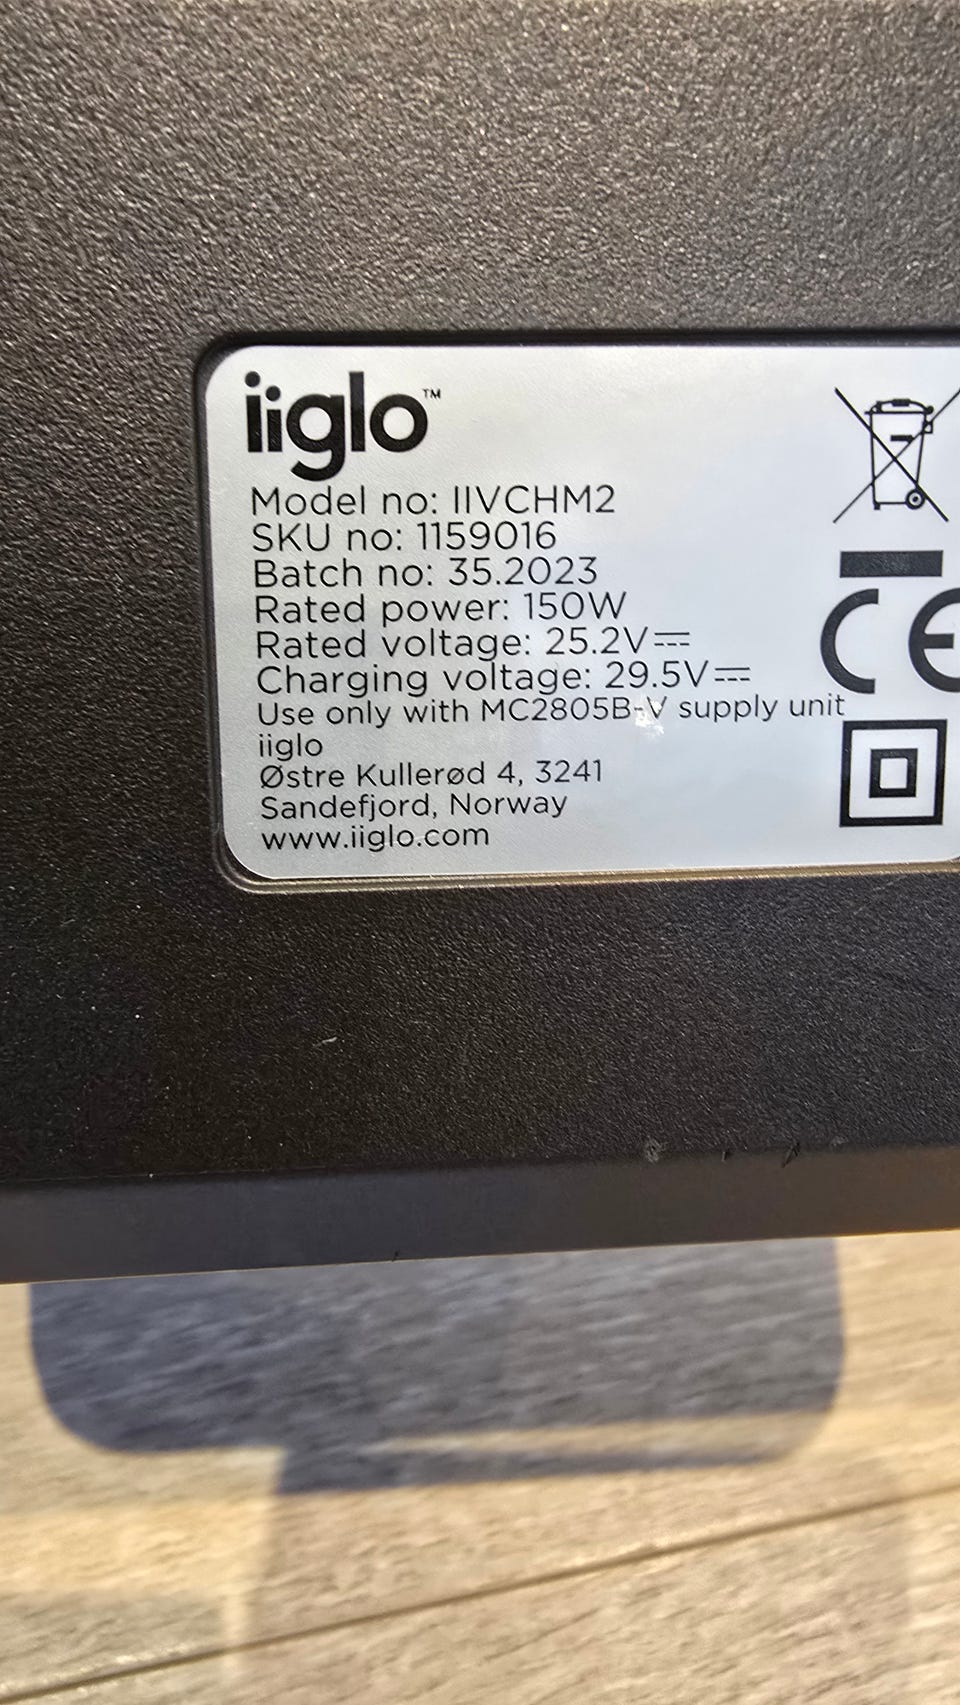 iiglo™
Model no: IIVCHM2
SKU no: 1159016
Batch no: 35.2023
Rated power: 150W
Rated voltage: 25.2V⎓
Charging voltage: 29.5V⎓
Use only with MC2805B-V supply unit
iiglo
Østre Kullerød 4, 3241
Sandefjord, Norway
www.iiglo.com
CE